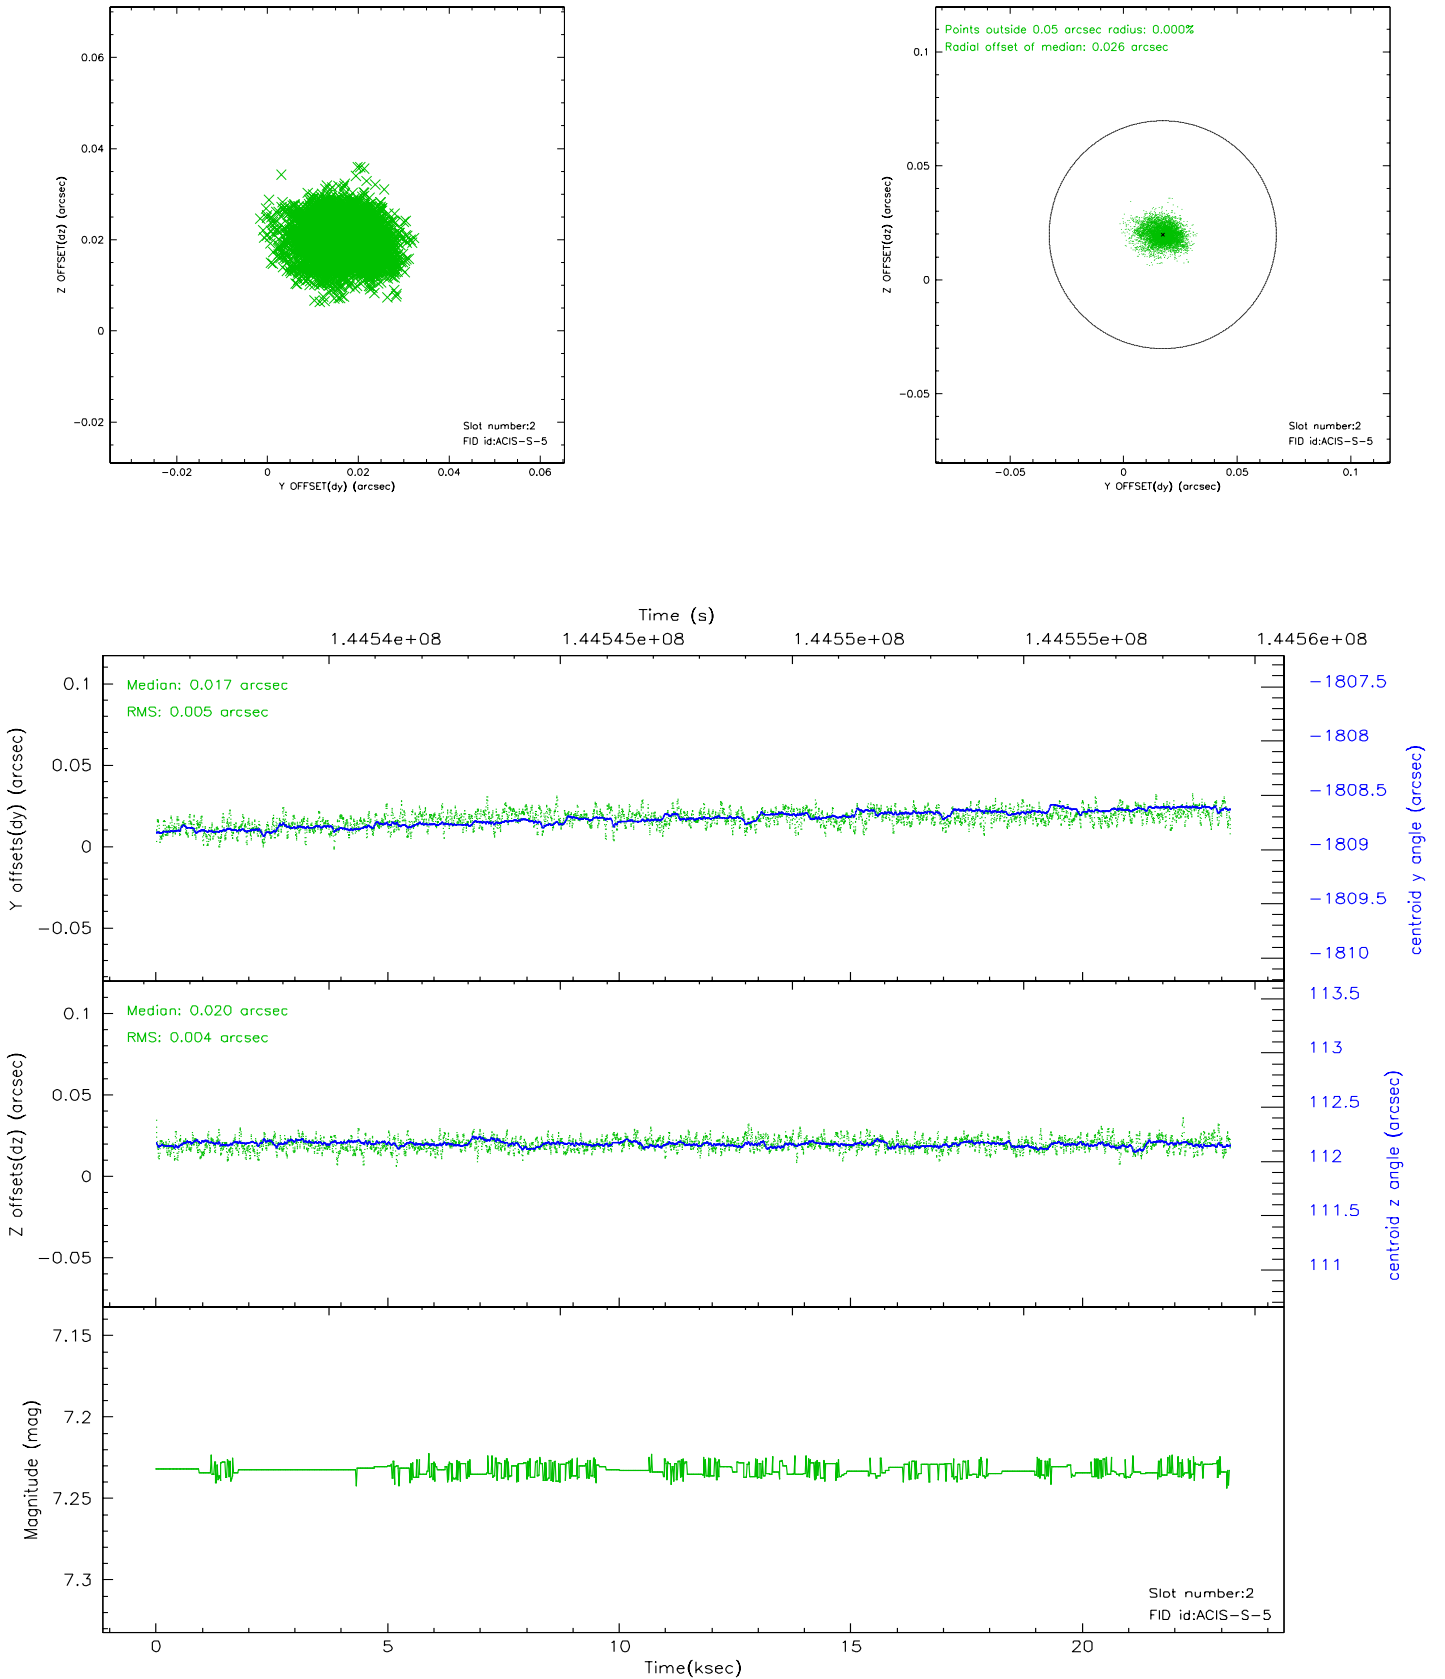 0.06
0.04
0.02
0
−0.02
Z OFFSET(dz) (arcsec)
−0.02 0 0.02 0.04 0.06
Y OFFSET(dy) (arcsec)
Slot number:2
FID id:ACIS−S−5
Points outside 0.05 arcsec radius: 0.000%
Radial offset of median: 0.026 arcsec
0.1
0.05
0
−0.05
Z OFFSET(dz) (arcsec)
−0.05 0 0.05 0.1
Y OFFSET(dy) (arcsec)
Slot number:2
FID id:ACIS−S−5
Time (s)
1.4454e+08 1.44545e+08 1.4455e+08 1.44555e+08 1.4456e+08
Median: 0.017 arcsec
RMS: 0.005 arcsec
0.1
0.05
0
−0.05
Y offsets(dy) (arcsec)
−1807.5
−1808
−1808.5
−1809
−1809.5
−1810
centroid y angle (arcsec)
Median: 0.020 arcsec
RMS: 0.004 arcsec
0.1
0.05
0
−0.05
Z offsets(dz) (arcsec)
113.5
113
112.5
112
111.5
111
centroid z angle (arcsec)
7.15
7.2
7.25
7.3
Magnitude (mag)
Slot number:2
FID id:ACIS−S−5
0 5 10 15 20
Time(ksec)